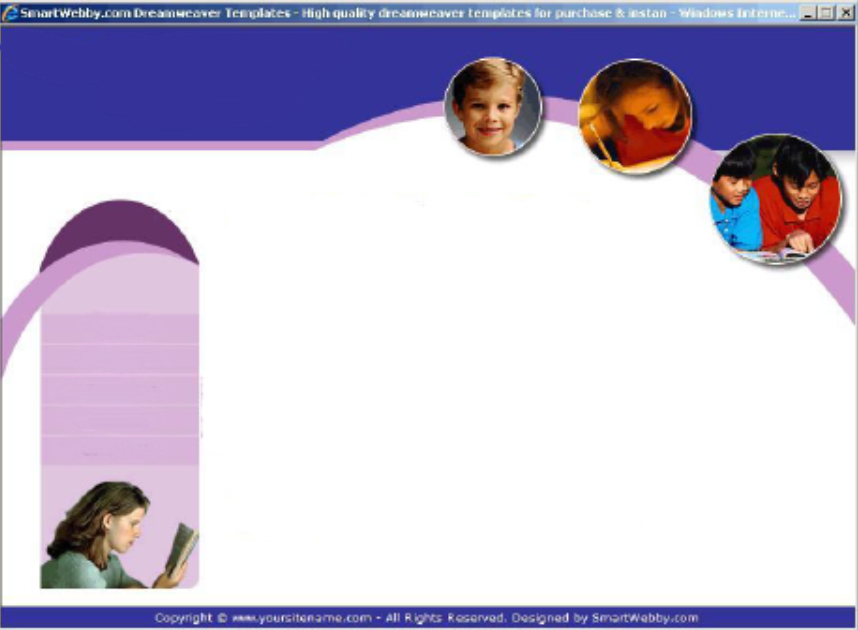 SmartWebby.com Dreamweaver Templates - High quality dreamweaver templates for purchase & instan - Windows Interne...
Copyright © www.yoursitename.com - All Rights Reserved. Designed by SmartWebby.com